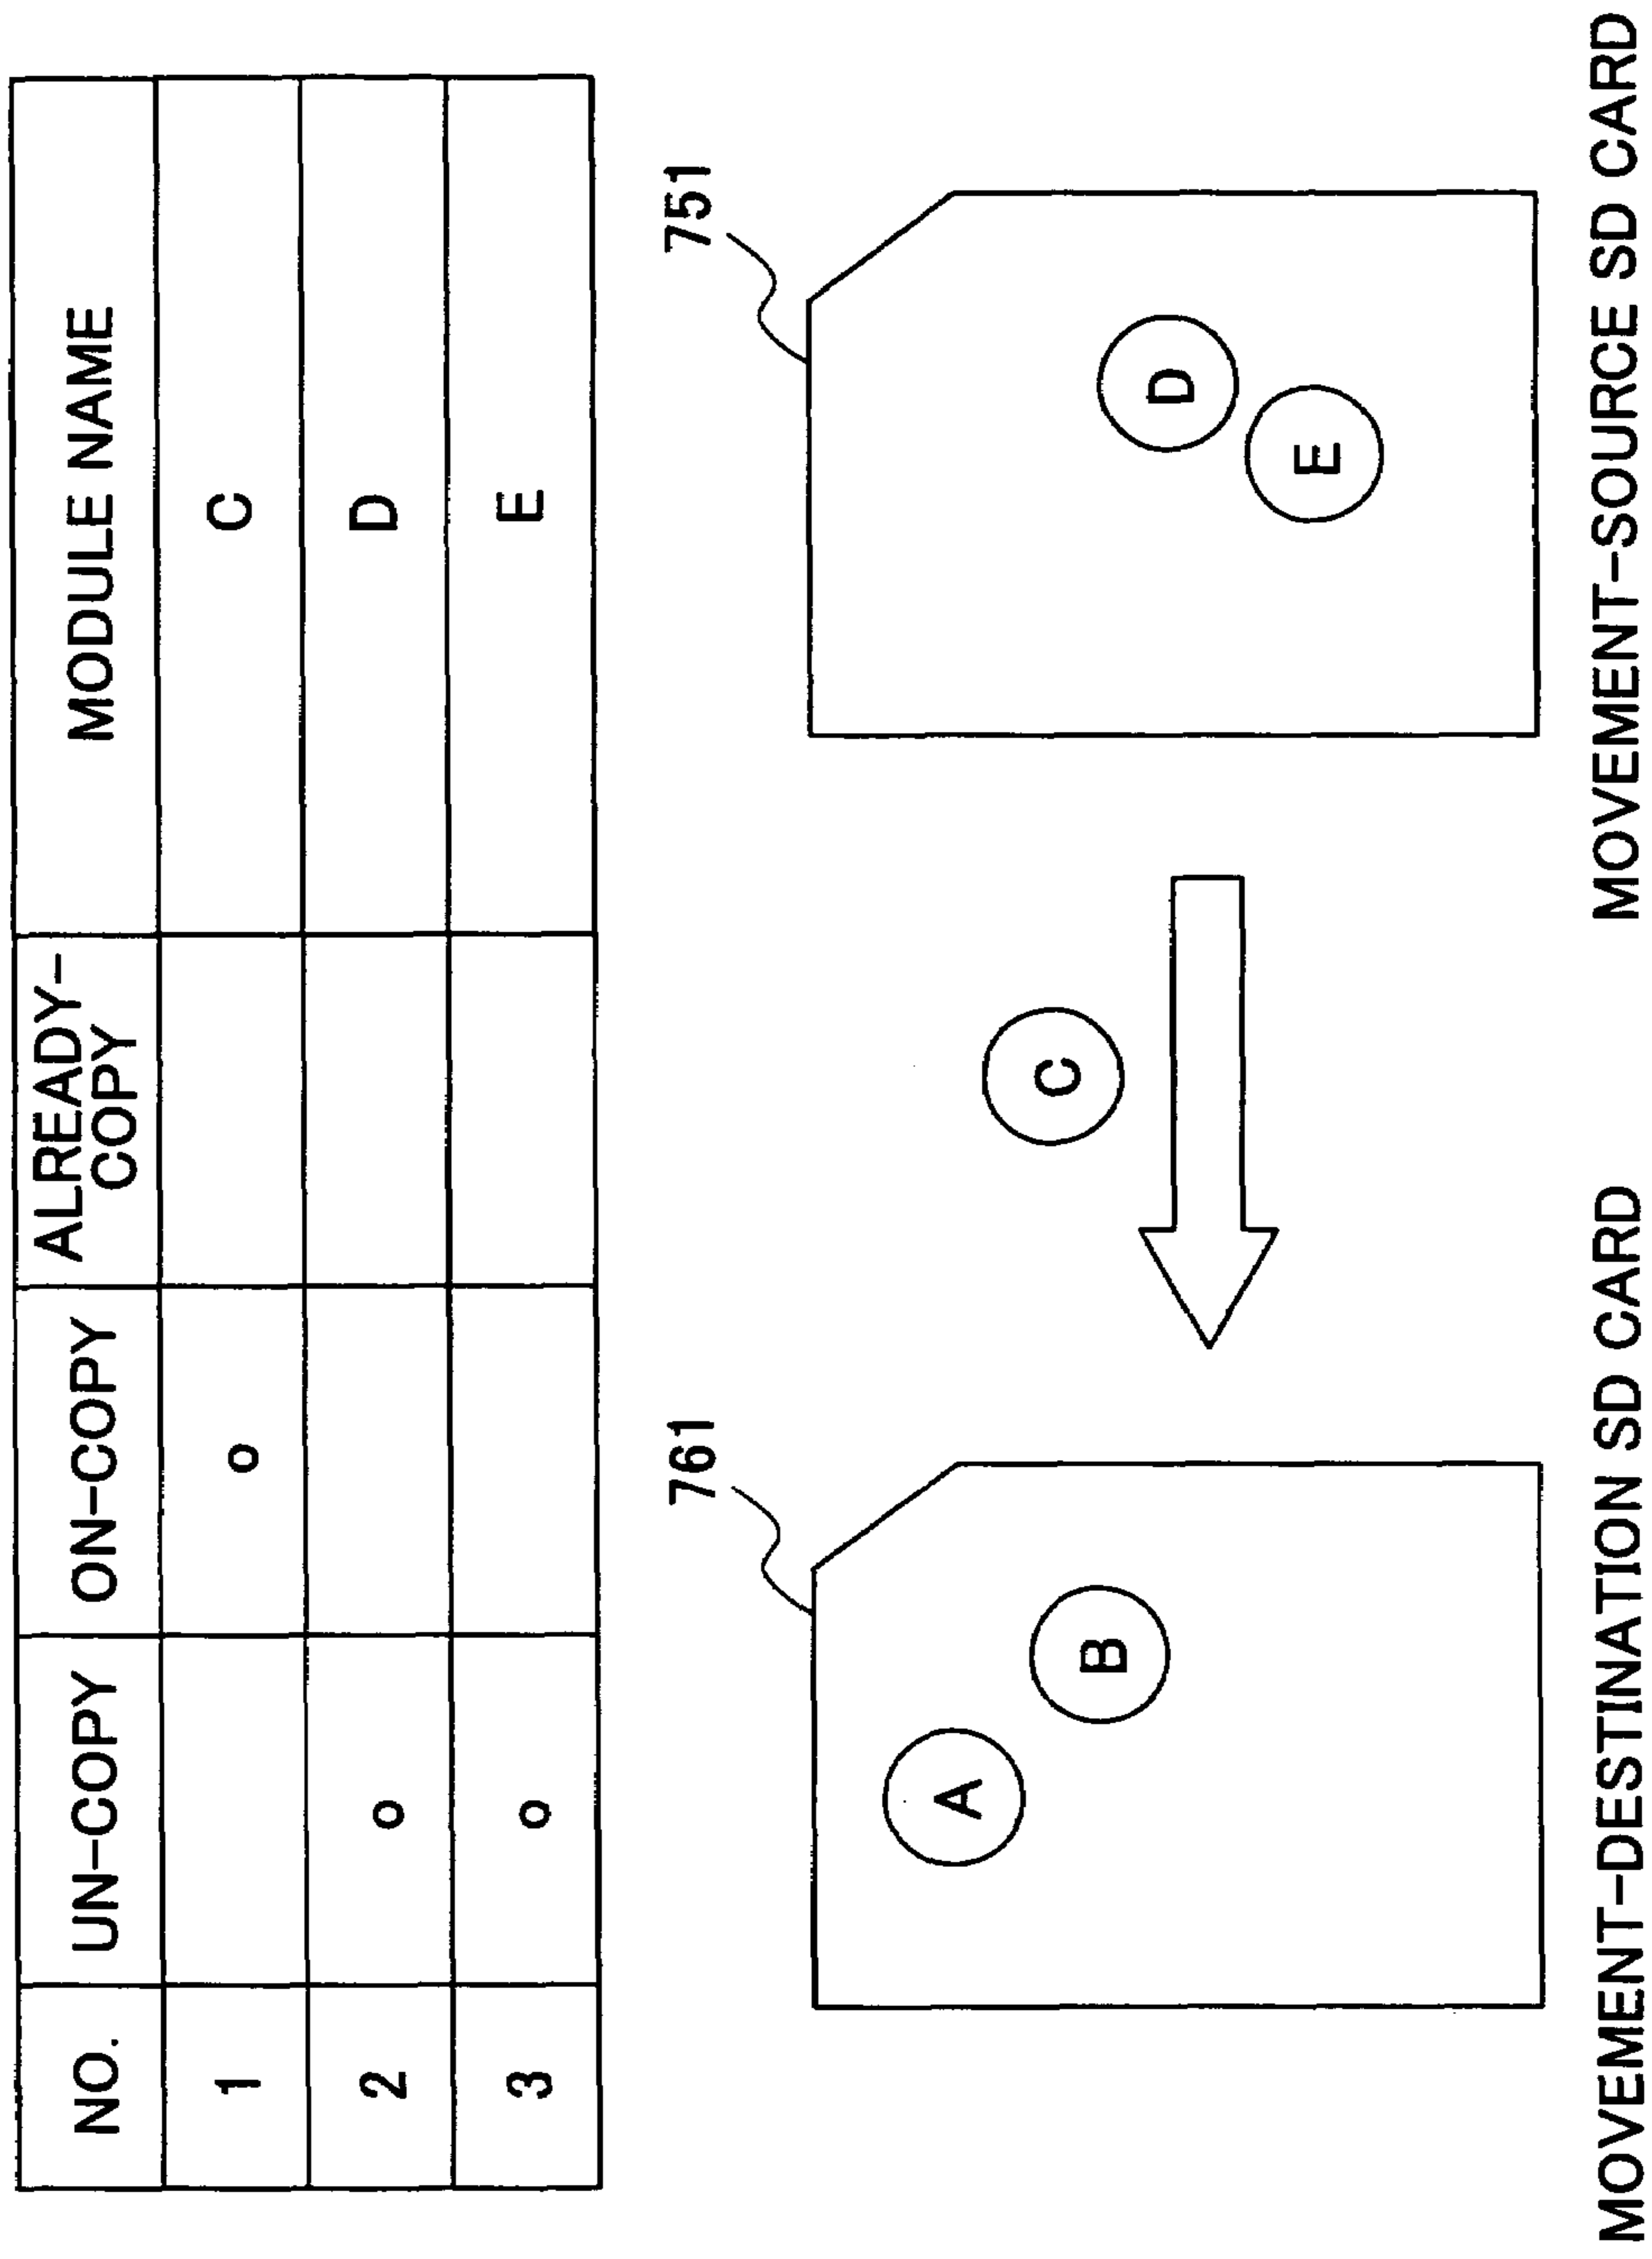 NO. UN-COPY ON-COPY ALREADY-
COPY MODULE NAME
1 o C
2 o D
3 o E
761 751
A B C D E
MOVEMENT-DESTINATION SD CARD MOVEMENT-SOURCE SD CARD